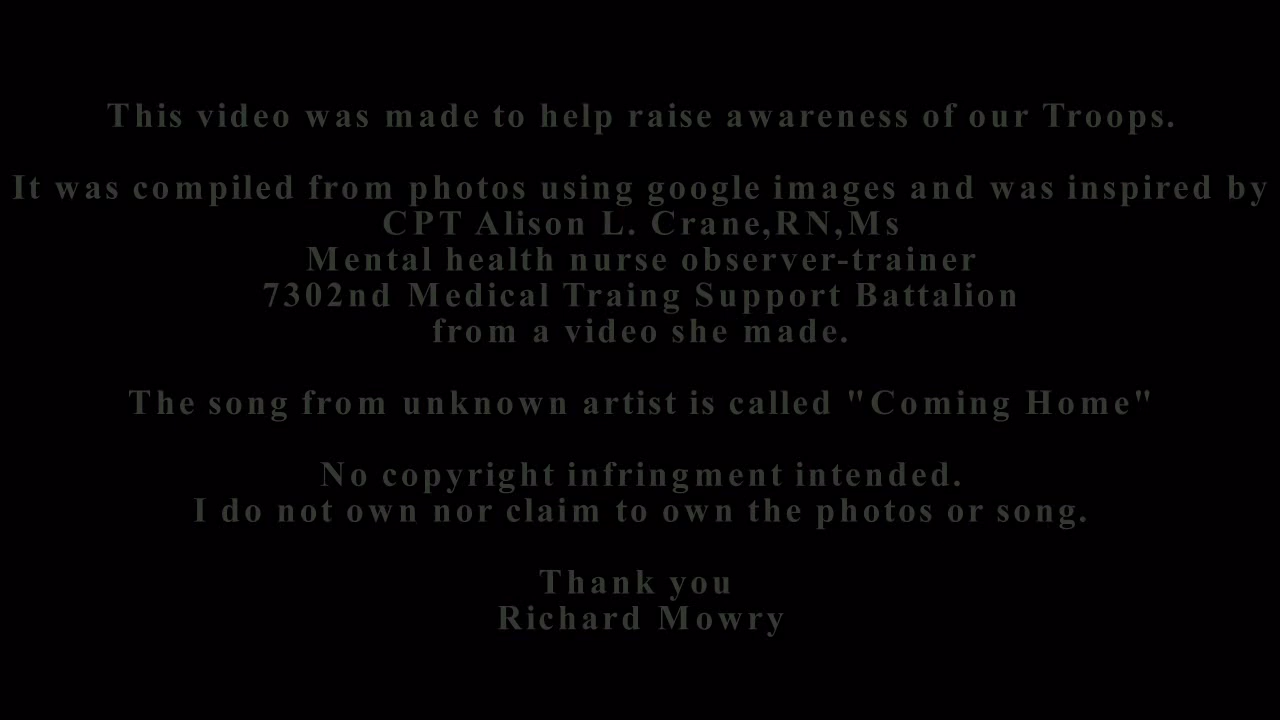 This video was made to help raise awareness of our Troops.
It was compiled from photos using google images and was inspired by
CPT Alison L. Crane,RN,Ms
Mental health nurse observer-trainer
7302nd Medical Traing Support Battalion
from a video she made.
The song from unknown artist is called "Coming Home"
No copyright infringment intended.
I do not own nor claim to own the photos or song.
Thank you
Richard Mowry